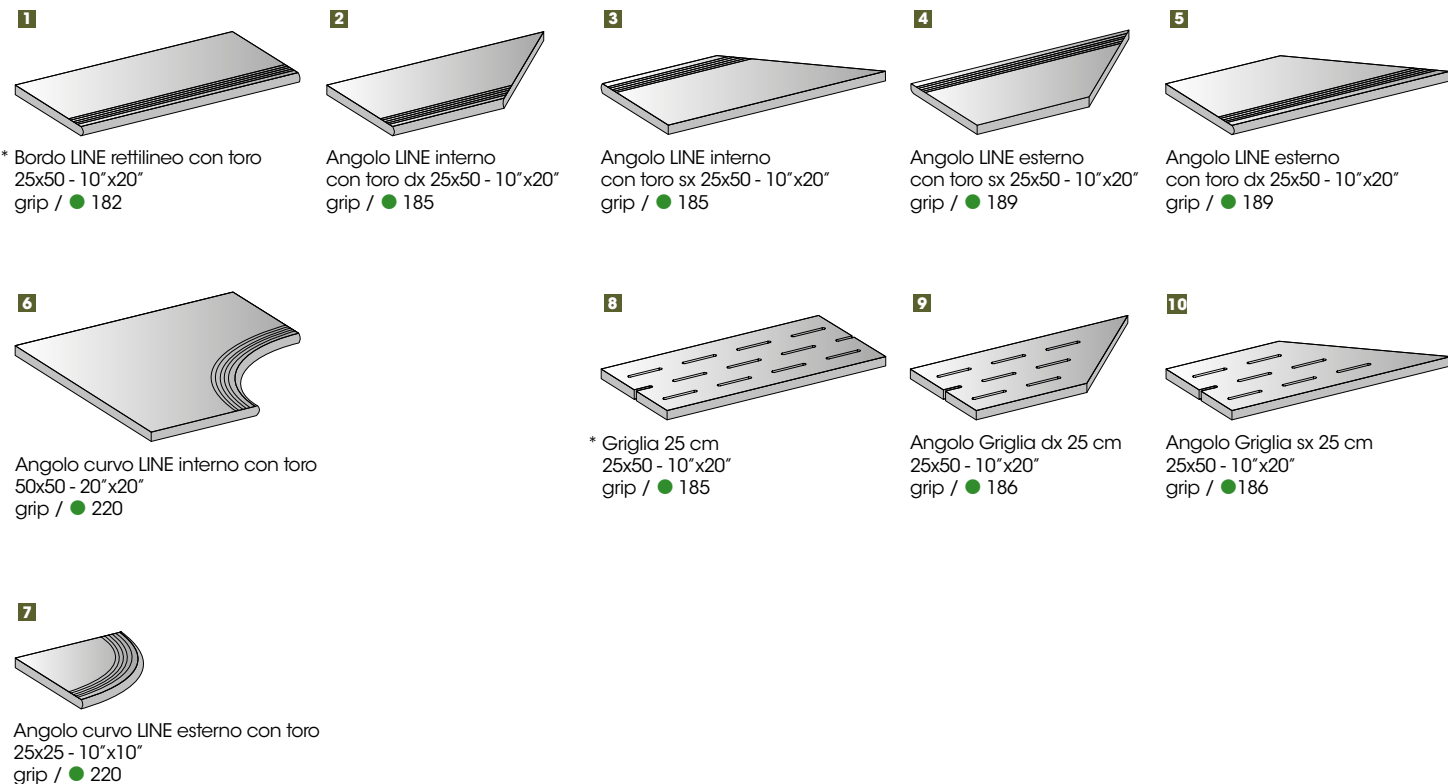 1
* Bordo LINE rettilineo con toro
25x50 - 10"x20"
grip / ● 182
2
Angolo LINE interno
con toro dx 25x50 - 10"x20"
grip / ● 185
3
Angolo LINE interno
con toro sx 25x50 - 10"x20"
grip / ● 185
4
Angolo LINE esterno
con toro sx 25x50 - 10"x20"
grip / ● 189
5
Angolo LINE esterno
con toro dx 25x50 - 10"x20"
grip / ● 189
6
Angolo curvo LINE interno con toro
50x50 - 20"x20"
grip / ● 220
8
* Griglia 25 cm
25x50 - 10"x20"
grip / ● 185
9
Angolo Griglia dx 25 cm
25x50 - 10"x20"
grip / ● 186
10
Angolo Griglia sx 25 cm
25x50 - 10"x20"
grip / ●186
7
Angolo curvo LINE esterno con toro
25x25 - 10"x10"
grip / ● 220